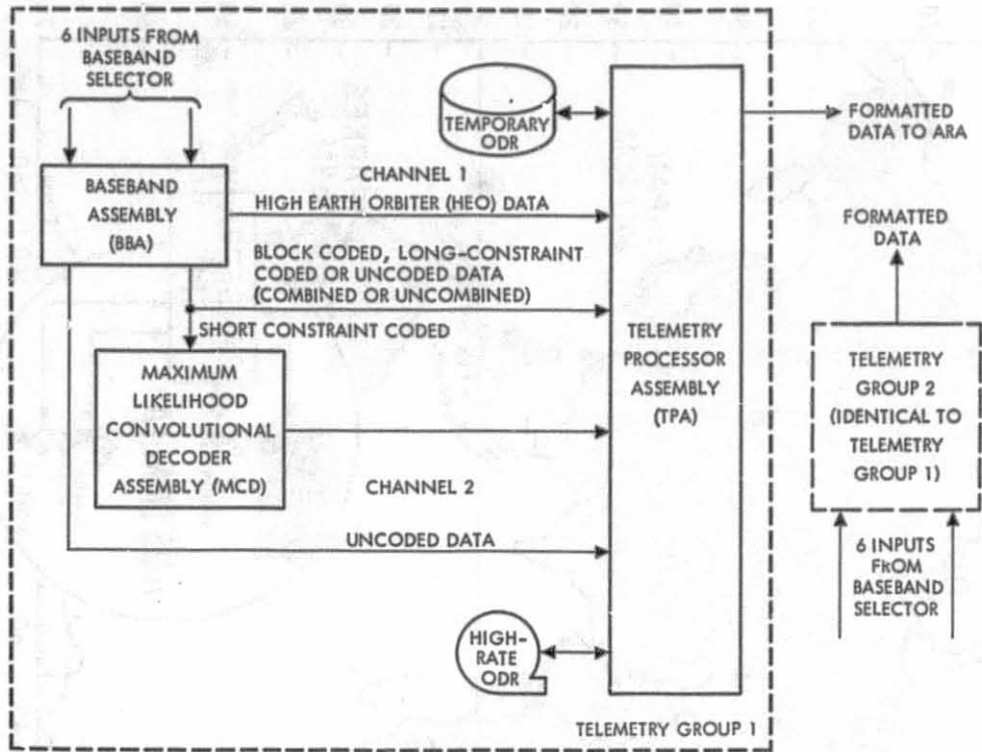 6 INPUTS FROM
BASEBAND
SELECTOR
BASEBAND
ASSEMBLY
(BBA)
TEMPORARY
ODR
CHANNEL 1
HIGH EARTH ORBITER (HEO) DATA
BLOCK CODED, LONG-CONSTRAINT
CODED OR UNCODED DATA
(COMBINED OR UNCOMBINED)
SHORT CONSTRAINT CODED
MAXIMUM
LIKELIHOOD
CONVOLUTIONAL
DECODER
ASSEMBLY (MCD)
CHANNEL 2
UNCODED DATA
HIGH-
RATE
ODR
TELEMETRY
PROCESSOR
ASSEMBLY
(TPA)
TELEMETRY GROUP 1
FORMATTED
DATA TO ARA
FORMATTED
DATA
TELEMETRY
GROUP 2
(IDENTICAL TO
TELEMETRY
GROUP 1)
6 INPUTS
FROM
BASEBAND
SELECTOR